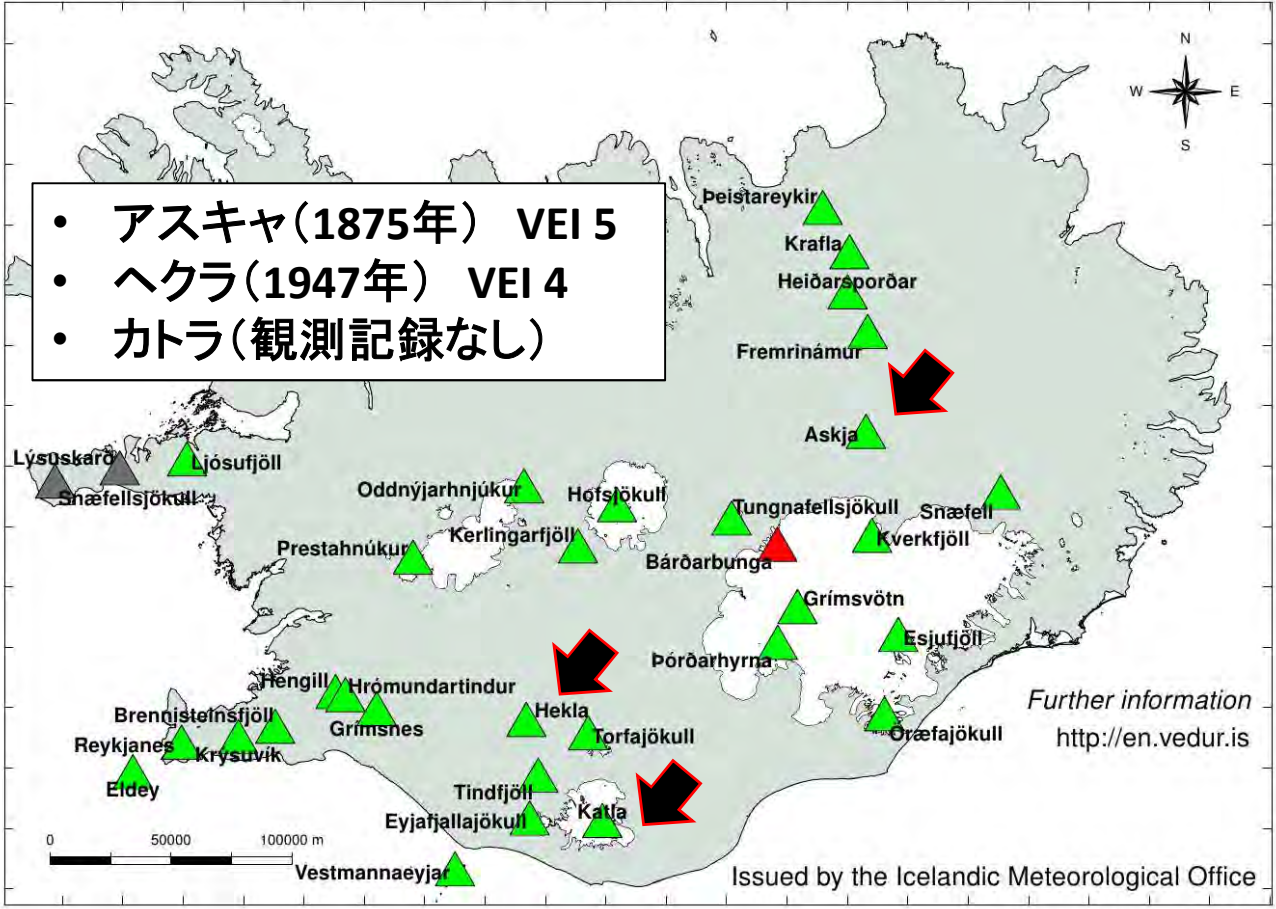 N
W E
S
• アスキャ(1875年) VEI 5
• ヘクラ(1947年) VEI 4
• カトラ(観測記録なし)
Þeistareykir
Krafla
Heiðarsporðar
Fremrinámur
Askja
Lýsuskarð
Ljósufjöll
Snæfellsjökull
Oddnýjarhnjúkur
Hofsjökull
Tungnafellsjökull
Snæfell
Kerlingarfjöll
Kverkfjöll
Prestahnúkur
Bárðarbunga
Grímsvötn
Esjufjöll
Þórðarhyrna
Hengill
Hrómundartindur
Further information
Brennisteinsfjöll
Hekla
Grímsnes
Öræfajökull
Torfajökull
http://en.vedur.is
Reykjanes
Krýsuvík
Eldey
Tindfjöll
Katla
Eyjafjallajökull
0 50000 100000 m
Vestmannaeyjar
Issued by the Icelandic Meteorological Office